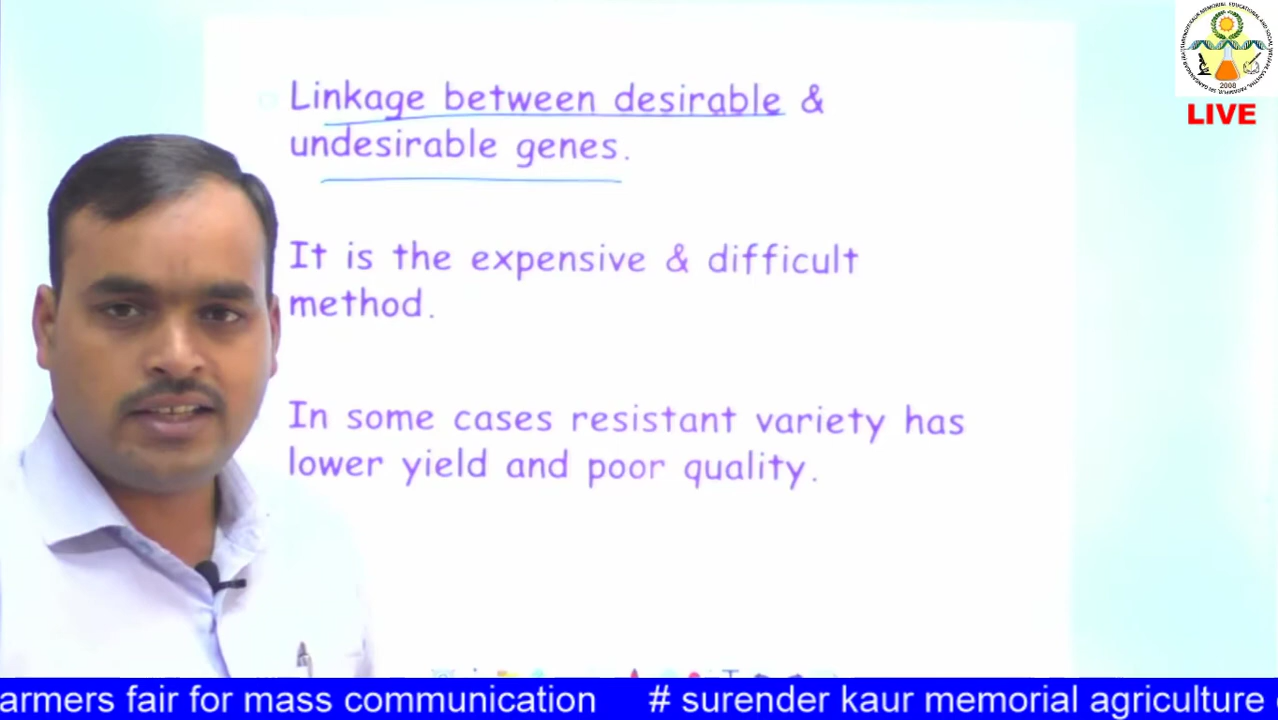 Linkage between desirable &
undesirable genes.
It is the expensive & difficult
method.
In some cases resistant variety has
lower yield and poor quality.
2008
LIVE
armers fair for mass communication # surender kaur memorial agriculture